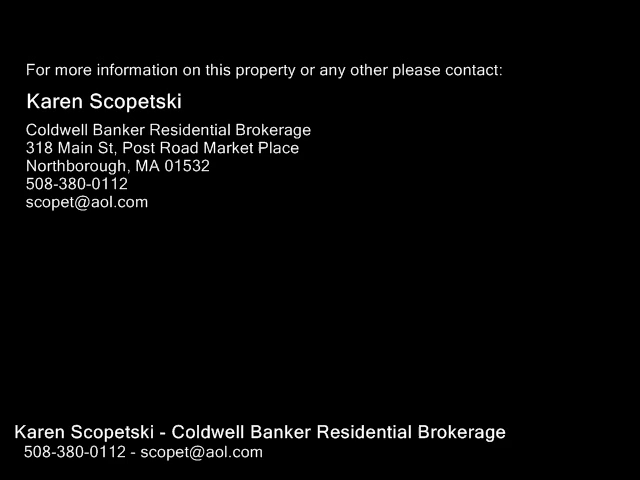 For more information on this property or any other please contact:
Karen Scopetski
Coldwell Banker Residential Brokerage
318 Main St, Post Road Market Place
Northborough, MA 01532
508-380-0112
scopet@aol.com
Karen Scopetski - Coldwell Banker Residential Brokerage
508-380-0112 - scopet@aol.com